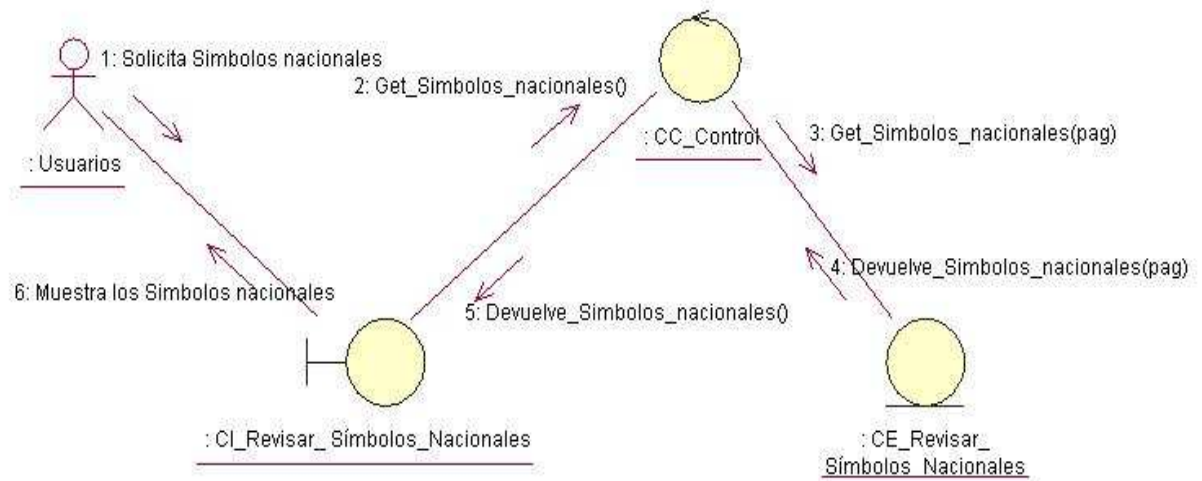 1: Solicita Simbolos nacionales
2: Get_Simbolos_nacionales()
: CC_Control
3: Get_Simbolos_nacionales(pag)
: Usuarios
4: Devuelve_Simbolos_nacionales(pag)
6: Muestra los Simbolos nacionales
5: Devuelve_Simbolos_nacionales()
: CI_Revisar_ Símbolos_Nacionales
: CE_Revisar_
Símbolos_Nacionales